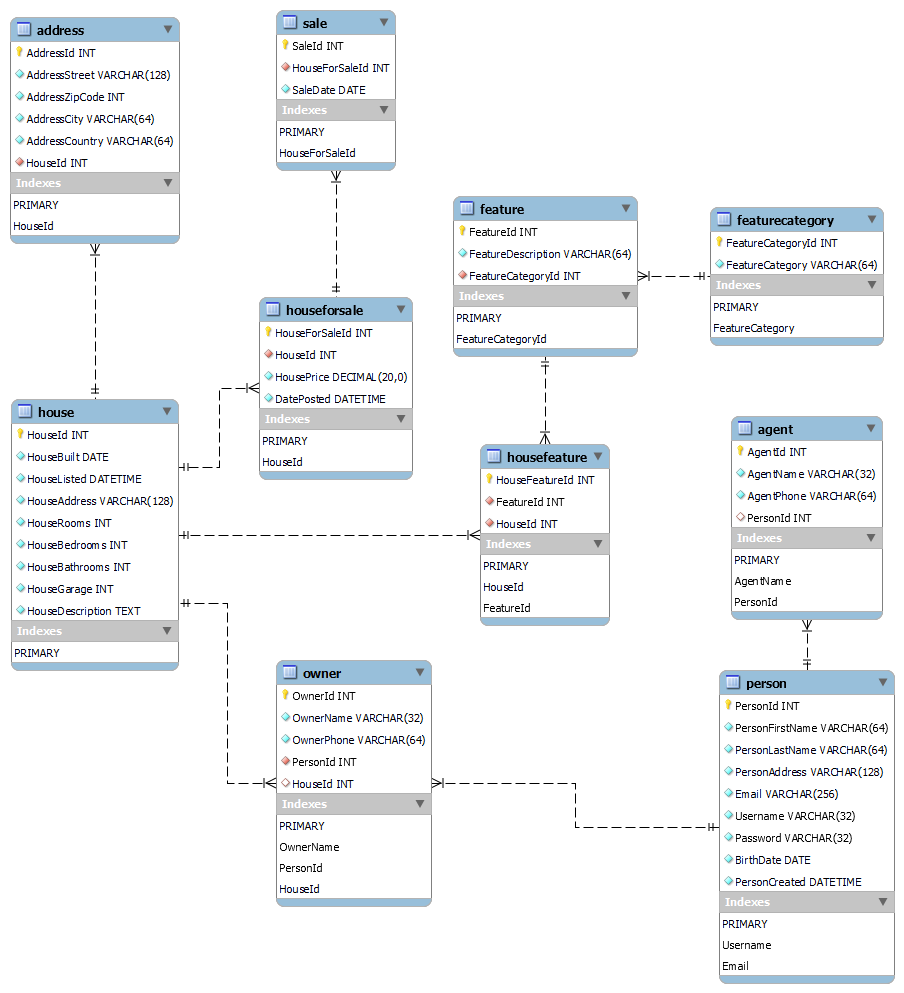 address
AddressId INT
AddressStreet VARCHAR(128)
AddressZipCode INT
AddressCity VARCHAR(64)
AddressCountry VARCHAR(64)
HouseId INT
Indexes
PRIMARY
HouseId
sale
SaleId INT
HouseForSaleId INT
SaleDate DATE
Indexes
PRIMARY
HouseForSaleId
feature
FeatureId INT
FeatureDescription VARCHAR(64)
FeatureCategoryId INT
Indexes
PRIMARY
FeatureCategoryId
featurecategory
FeatureCategoryId INT
FeatureCategory VARCHAR(64)
Indexes
PRIMARY
FeatureCategory
houseforsale
HouseForSaleId INT
HouseId INT
HousePrice DECIMAL(20,0)
DatePosted DATETIME
Indexes
PRIMARY
HouseId
house
HouseId INT
HouseBuilt DATE
HouseListed DATETIME
HouseAddress VARCHAR(128)
HouseRooms INT
HouseBedrooms INT
HouseBathrooms INT
HouseGarage INT
HouseDescription TEXT
Indexes
PRIMARY
housefeature
HouseFeatureId INT
FeatureId INT
HouseId INT
Indexes
PRIMARY
HouseId
FeatureId
agent
AgentId INT
AgentName VARCHAR(32)
AgentPhone VARCHAR(64)
PersonId INT
Indexes
PRIMARY
AgentName
PersonId
owner
OwnerId INT
OwnerName VARCHAR(32)
OwnerPhone VARCHAR(64)
PersonId INT
HouseId INT
Indexes
PRIMARY
OwnerName
PersonId
HouseId
person
PersonId INT
PersonFirstName VARCHAR(64)
PersonLastName VARCHAR(64)
PersonAddress VARCHAR(128)
Email VARCHAR(256)
Username VARCHAR(32)
Password VARCHAR(32)
BirthDate DATE
PersonCreated DATETIME
Indexes
PRIMARY
Username
Email